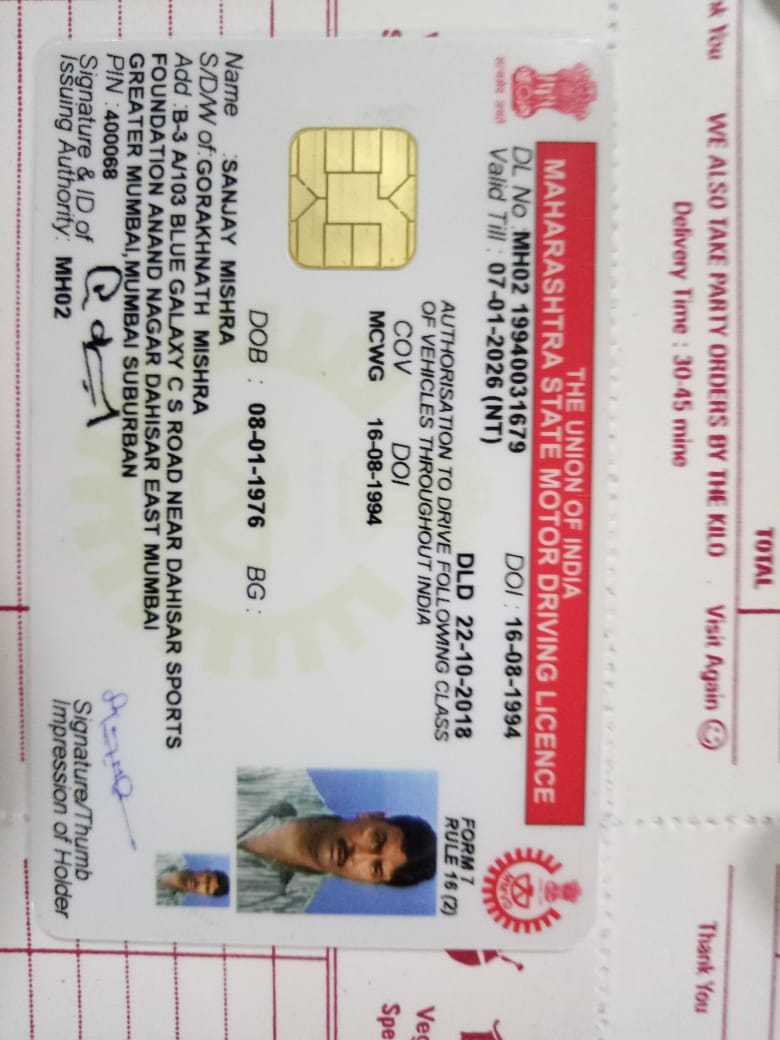 TOTAL
nk You WE ALSO TAKE PARTY ORDERS BY THE KILO Visit Again
Thank You
Delivery Time : 30-45 mine
THE UNION OF INDIA
MAHARASHTRA STATE MOTOR DRIVING LICENCE
सत्यमेव जयते
DL No : MH02 19940031679 DOI : 16-08-1994
Valid Till : 07-01-2026 (NT)
DLD 22-10-2018
FORM 7
RULE 16 (2)
AUTHORISATION TO DRIVE FOLLOWING CLASS
OF VEHICLES THROUGHOUT INDIA
COV DOI
MCWG 16-08-1994
Veg
Spe
DOB : 08-01-1976 BG :
Name : SANJAY MISHRA
S/D/W of : GORAKHNATH MISHRA
Add : B-3 A/103 BLUE GALAXY C S ROAD NEAR DAHISAR SPORTS
FOUNDATION ANAND NAGAR DAHISAR EAST MUMBAI
GREATER MUMBAI,MUMBAI SUBURBAN
PIN : 400068
Signature & ID of
Issuing Authority: MH02
Signature/Thumb
Impression of Holder